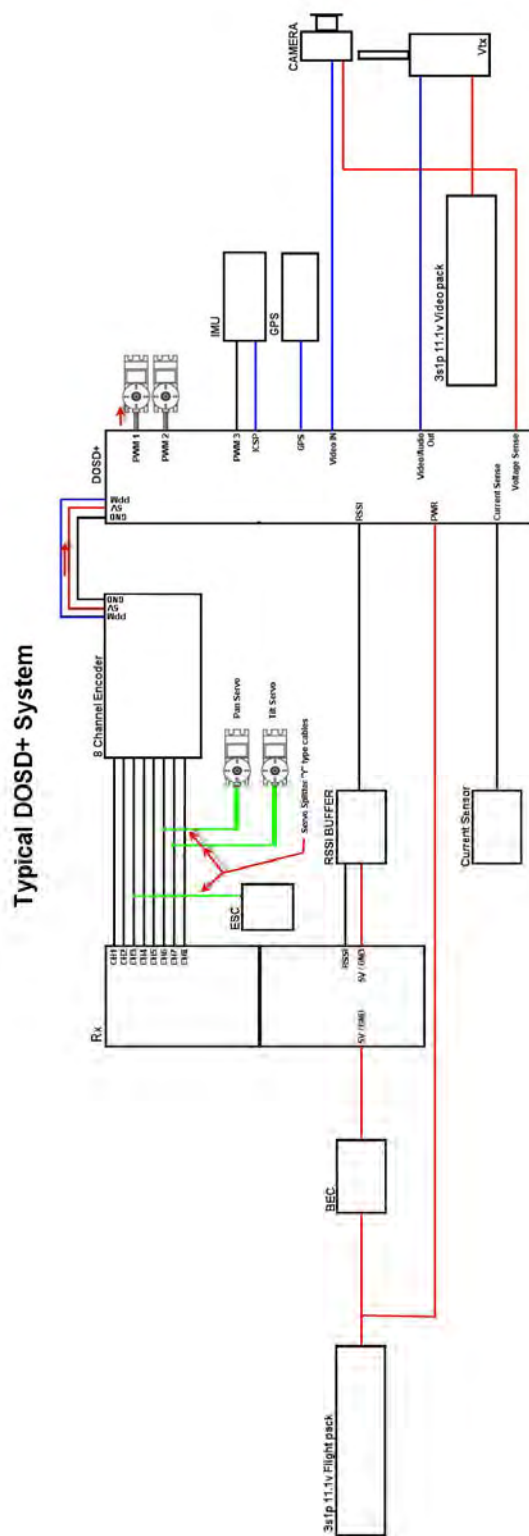 Typical DOSD+ System
3s1p 11.1v Flight pack
BEC
Rx
CH1
CH2
CH3
CH4
CH5
CH6
CH7
CH8
5V / GND
RSSI
5V / GND
ESC
Servo Splitter "Y" type cables
Pan Servo
Tilt Servo
8 Channel Encoder
PPM
5V
GND
RSSI BUFFER
Current Sensor
DOSD+
PPM
5V
GND
RSSI
PWR
Current Sense
PWM 1
PWM 2
PWM 3
ICSP
GPS
Video IN
Video/Audio
Out
Voltage Sense
IMU
GPS
3s1p 11.1v Video pack
CAMERA
Vtx